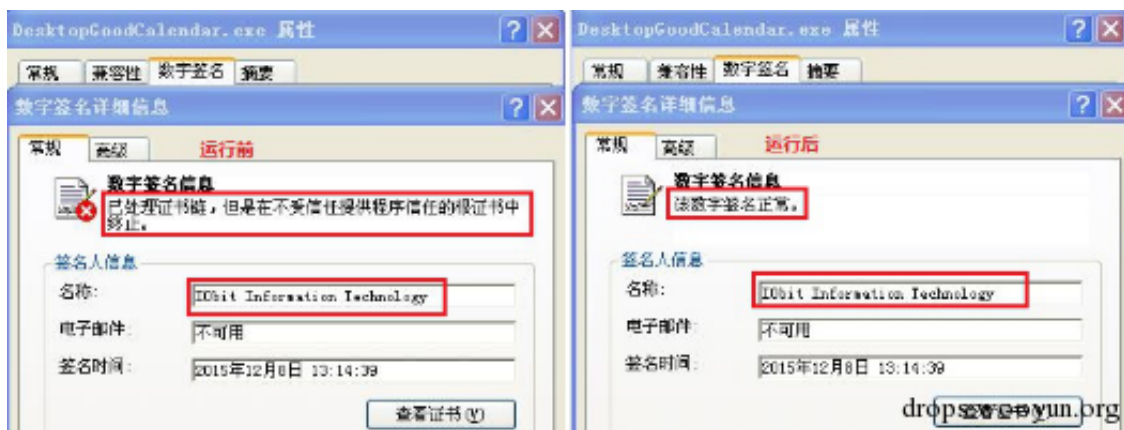 DesktopGoodCalendar.exe 属性
常规 兼容性 数字签名 摘要
数字签名详细信息
常规 高级 运行前
数字签名信息
已处理证书链，但是在不受信任提供程序信任的根证书中
终止。
签名人信息
名称: IObit Information Technology
电子邮件: 不可用
签名时间: 2015年12月8日 13:14:39
查看证书(V)
DesktopGoodCalendar.exe 属性
常规 兼容性 数字签名 摘要
数字签名详细信息
常规 高级 运行后
数字签名信息
该数字签名正常。
签名人信息
名称: IObit Information Technology
电子邮件: 不可用
签名时间: 2015年12月8日 13:14:39